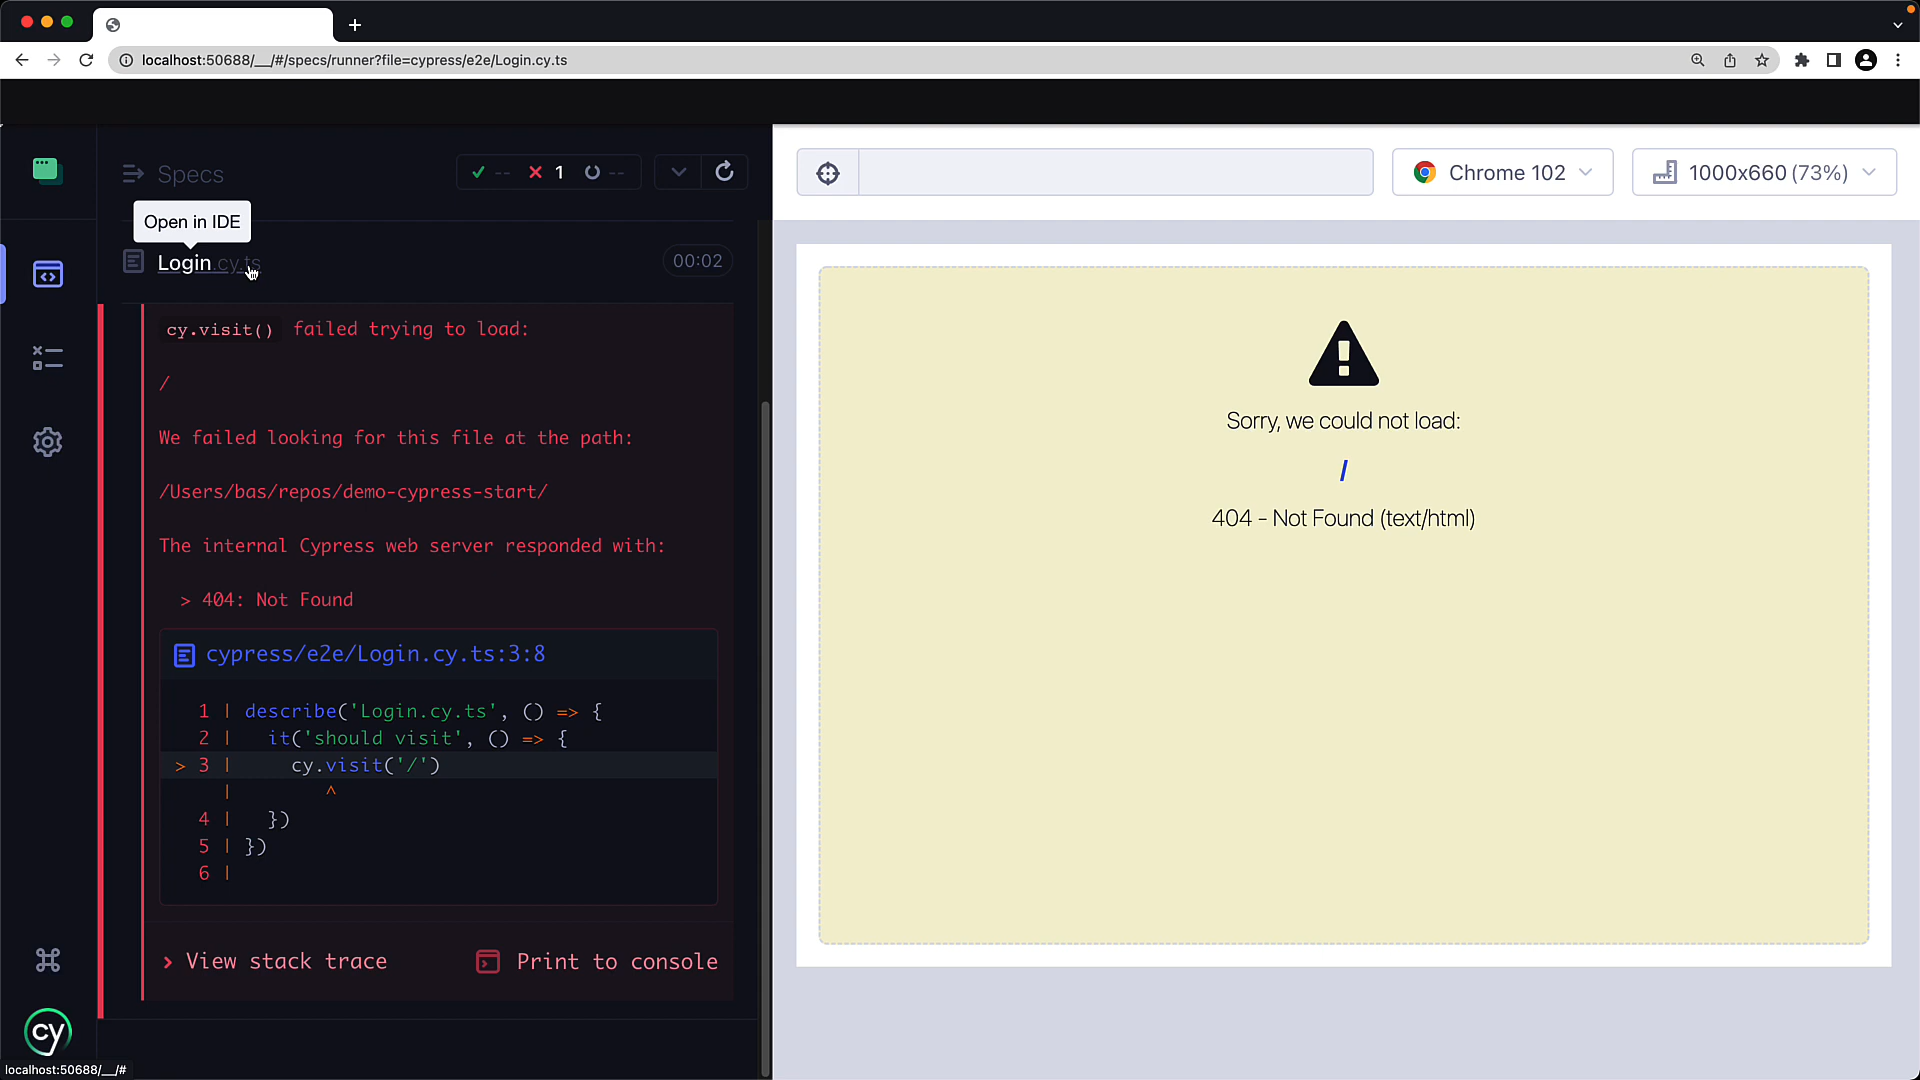 localhost:50688/__/#/specs/runner?file=cypress/e2e/Login.cy.ts
Specs
-- 1 --
Open in IDE
Login.cy.ts
00:02
cy.visit() failed trying to load:
/
We failed looking for this file at the path:
/Users/bas/repos/demo-cypress-start/
The internal Cypress web server responded with:
> 404: Not Found
cypress/e2e/Login.cy.ts:3:8
1 | describe('Login.cy.ts', () => {
2 |   it('should visit', () => {
> 3 |     cy.visit('/')
|        ^
4 |   })
5 | })
6 |
> View stack trace
Print to console
cy
localhost:50688/__/#
Chrome 102
1000x660 (73%)
Sorry, we could not load:
/
404 - Not Found (text/html)